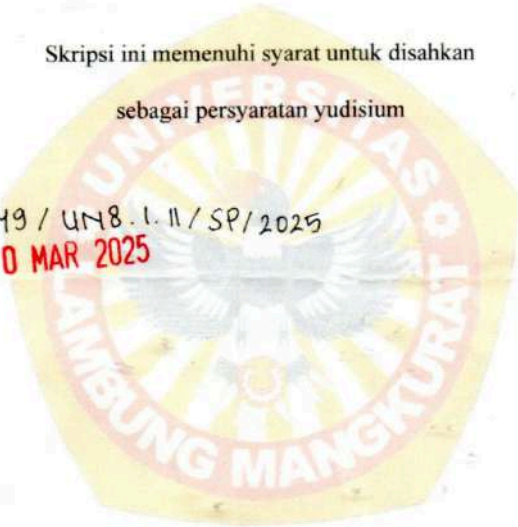 Skripsi ini memenuhi syarat untuk disahkan
sebagai persyaratan yudisium
49 / UN8.1.11 / SP / 2025
0 MAR 2025
UNIVERSITAS
LAMBUNG MANGKURAT